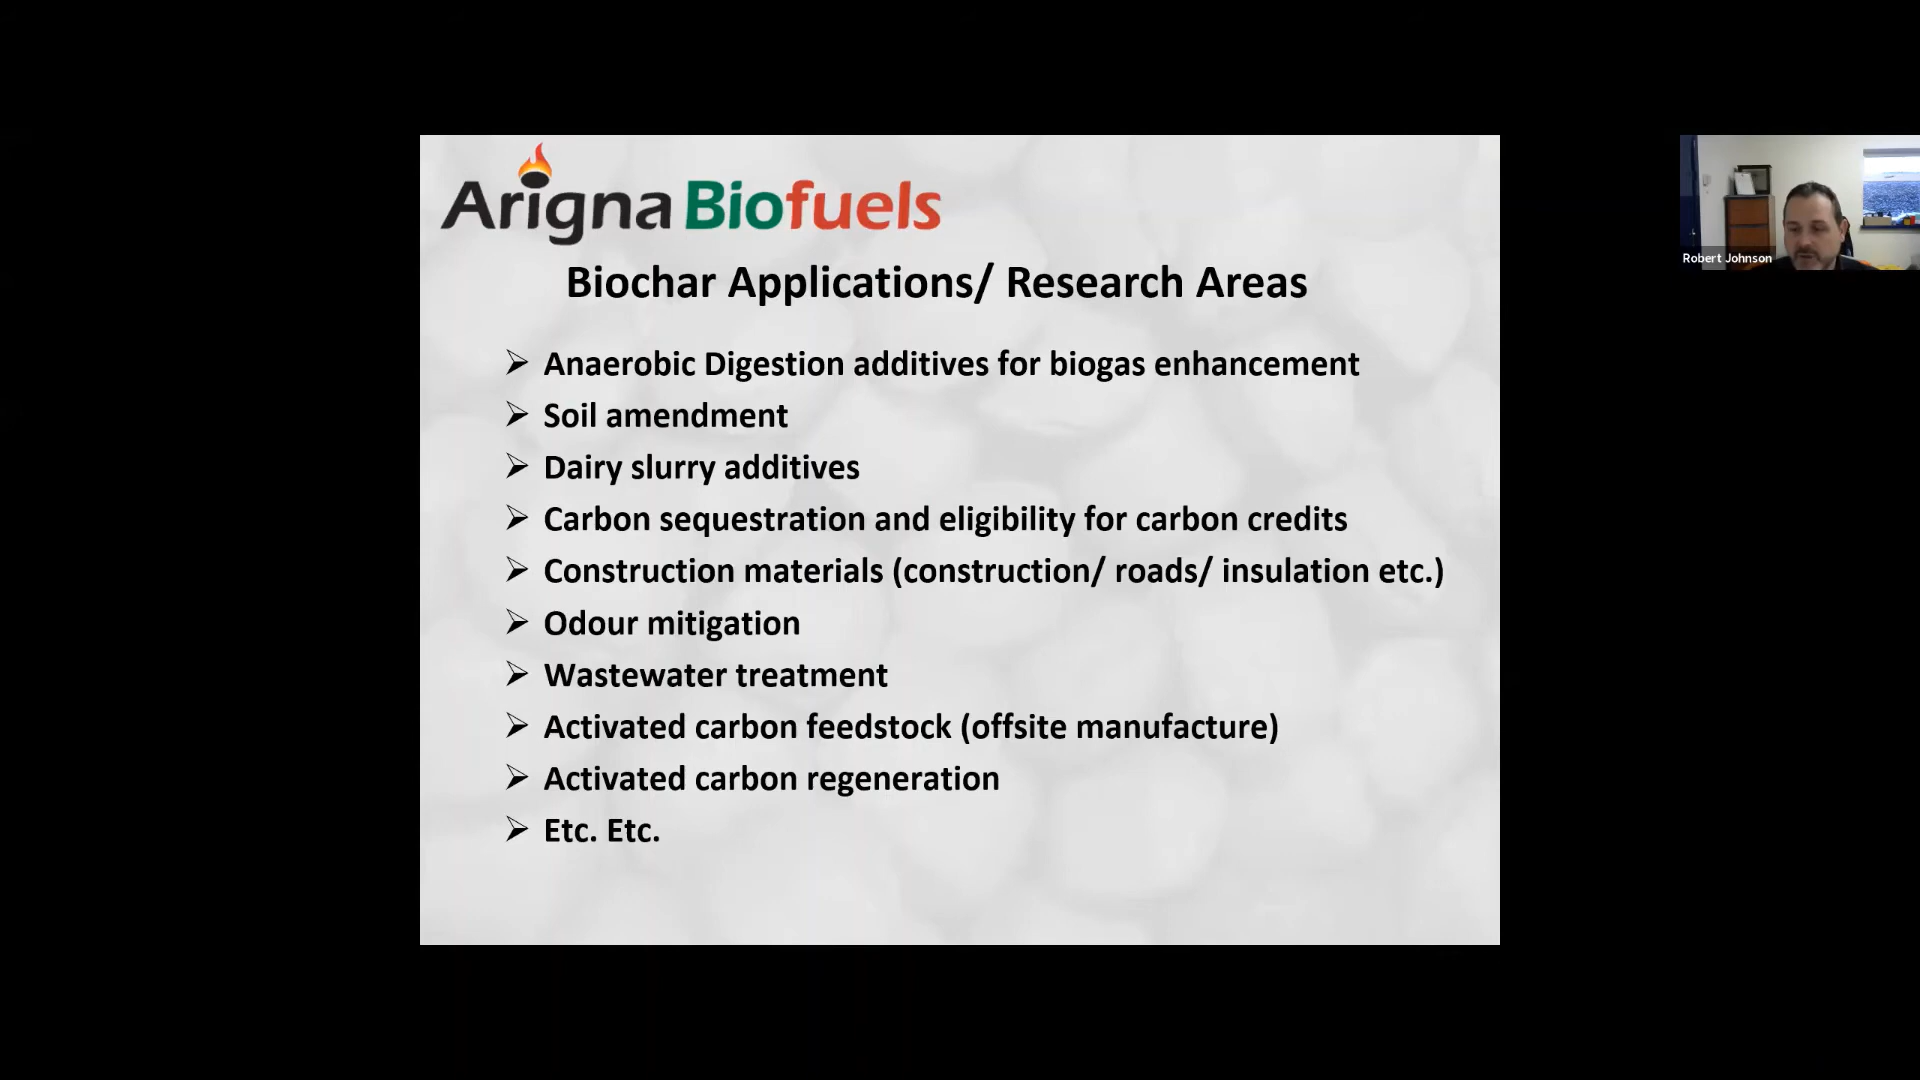 Arigna Biofuels
Biochar Applications/ Research Areas
Anaerobic Digestion additives for biogas enhancement
Soil amendment
Dairy slurry additives
Carbon sequestration and eligibility for carbon credits
Construction materials (construction/ roads/ insulation etc.)
Odour mitigation
Wastewater treatment
Activated carbon feedstock (offsite manufacture)
Activated carbon regeneration
Etc. Etc.
Robert Johnson